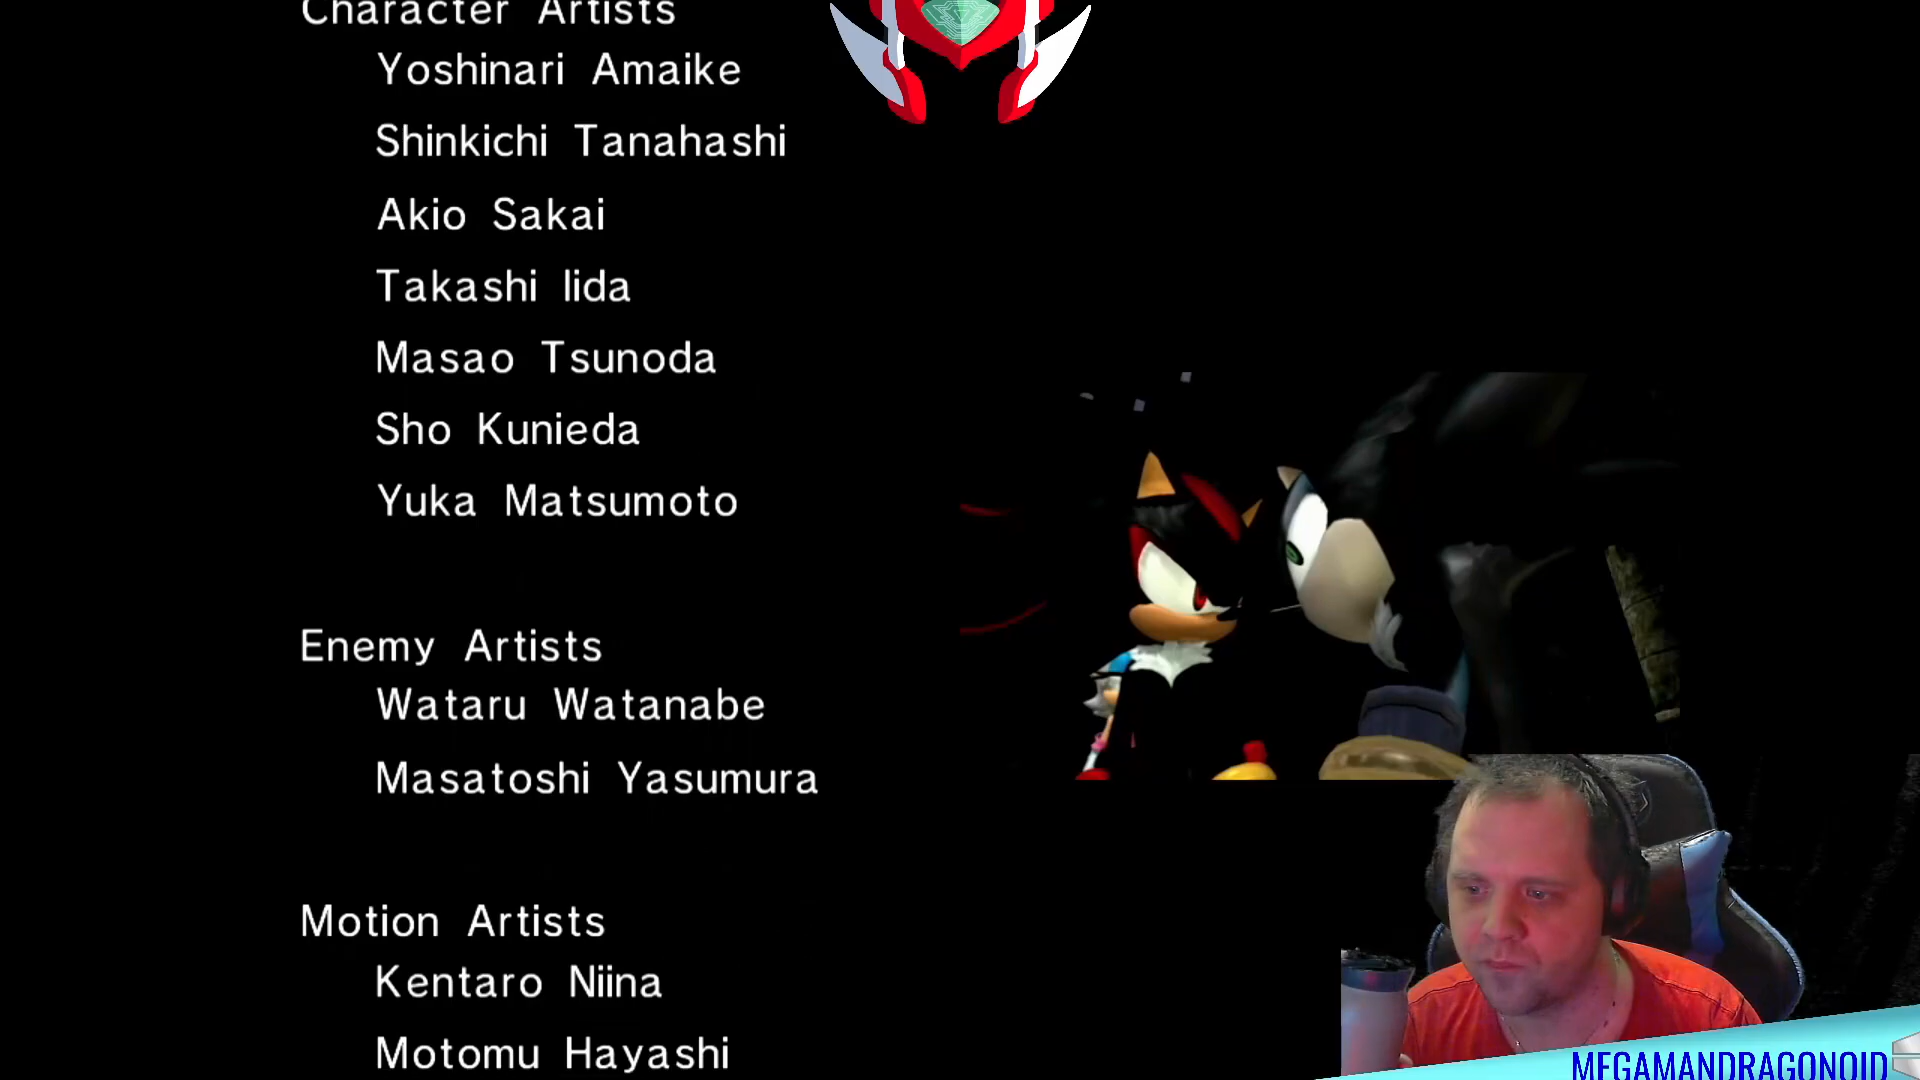 Character Artists
Yoshinari Amaike
Shinkichi Tanahashi
Akio Sakai
Takashi Iida
Masao Tsunoda
Sho Kunieda
Yuka Matsumoto
Enemy Artists
Wataru Watanabe
Masatoshi Yasumura
Motion Artists
Kentaro Niina
Motomu Hayashi
MEGAMANDRAGONOID